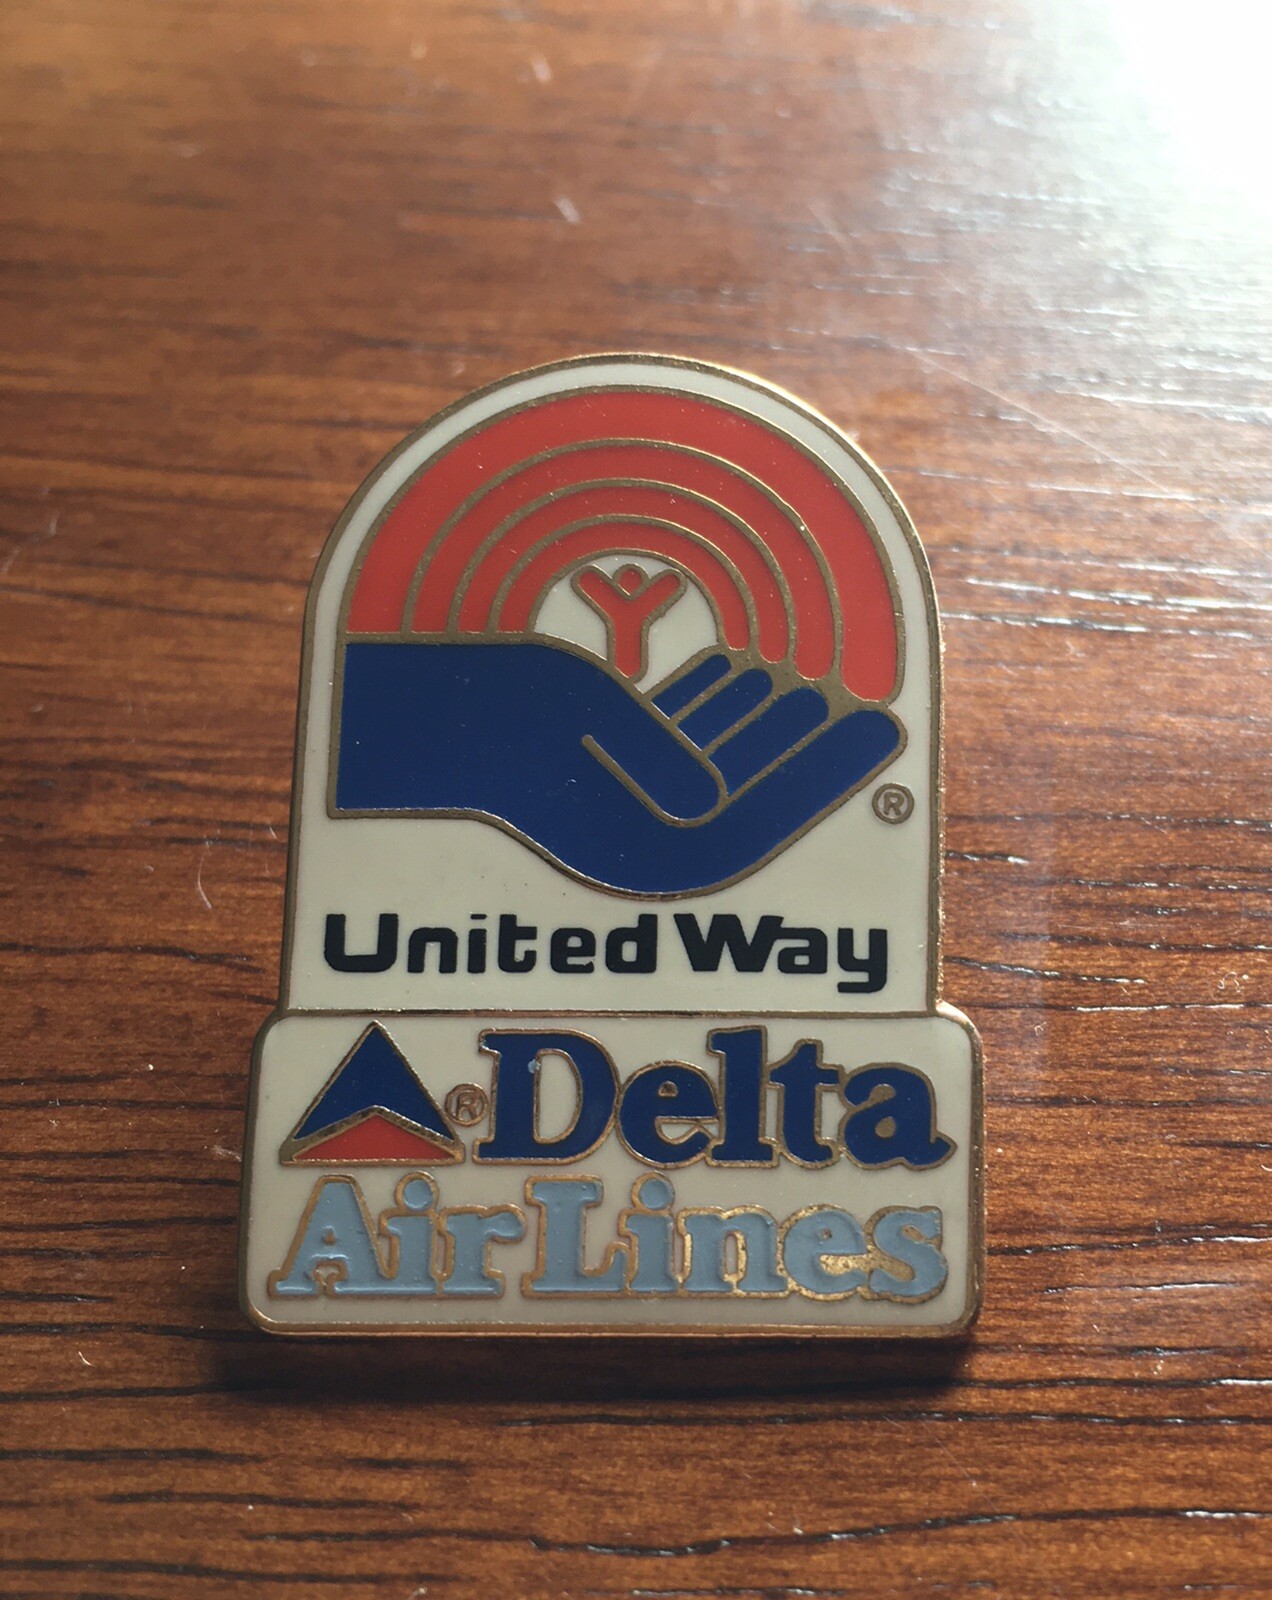 ®
United Way
® Delta
Air Lines